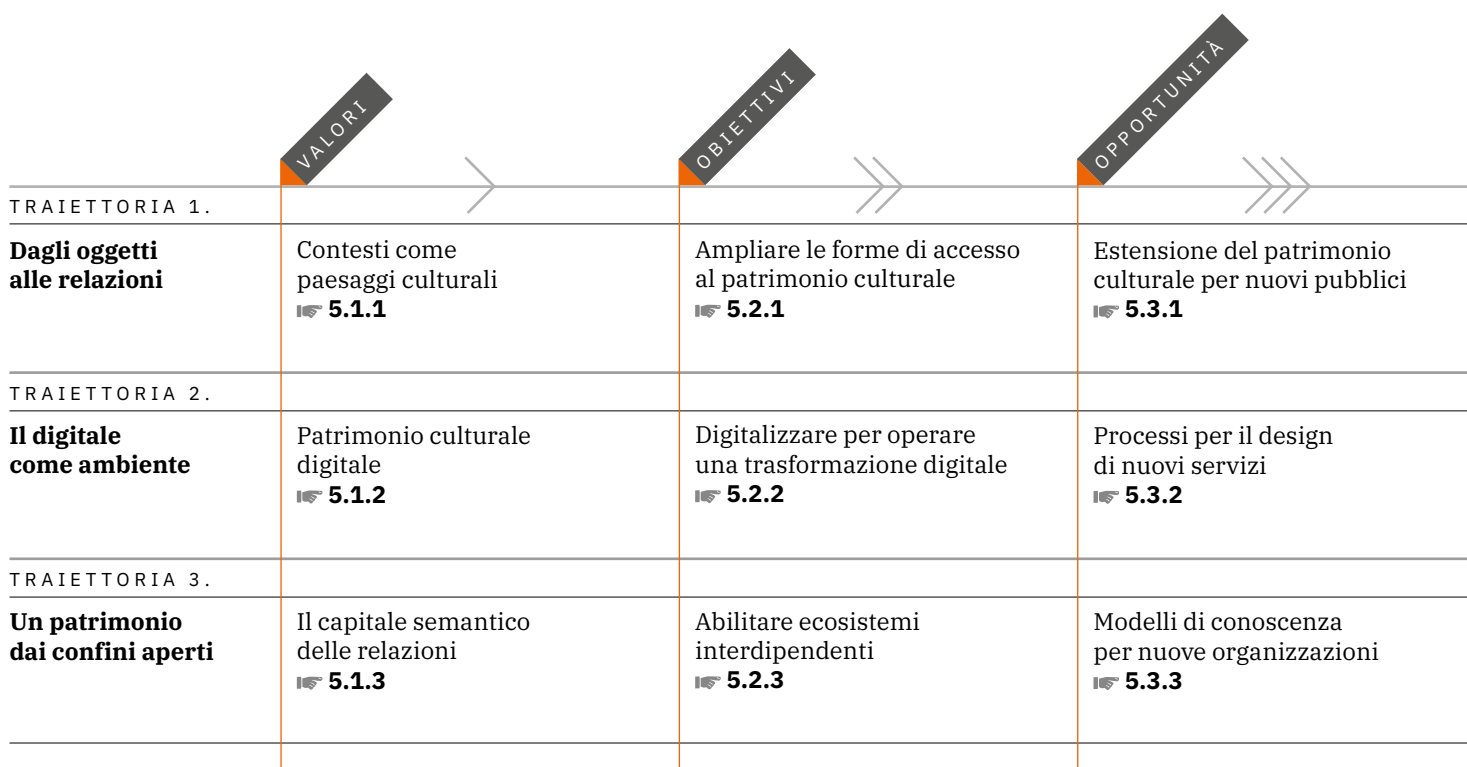 VALORI
OBIETTIVI
OPPORTUNITÀ
TRAIETTORIA 1.
Dagli oggetti
alle relazioni
Contesti come
paesaggi culturali
☞ 5.1.1
Ampliare le forme di accesso
al patrimonio culturale
☞ 5.2.1
Estensione del patrimonio
culturale per nuovi pubblici
☞ 5.3.1
TRAIETTORIA 2.
Il digitale
come ambiente
Patrimonio culturale
digitale
☞ 5.1.2
Digitalizzare per operare
una trasformazione digitale
☞ 5.2.2
Processi per il design
di nuovi servizi
☞ 5.3.2
TRAIETTORIA 3.
Un patrimonio
dai confini aperti
Il capitale semantico
delle relazioni
☞ 5.1.3
Abilitare ecosistemi
interdipendenti
☞ 5.2.3
Modelli di conoscenza
per nuove organizzazioni
☞ 5.3.3